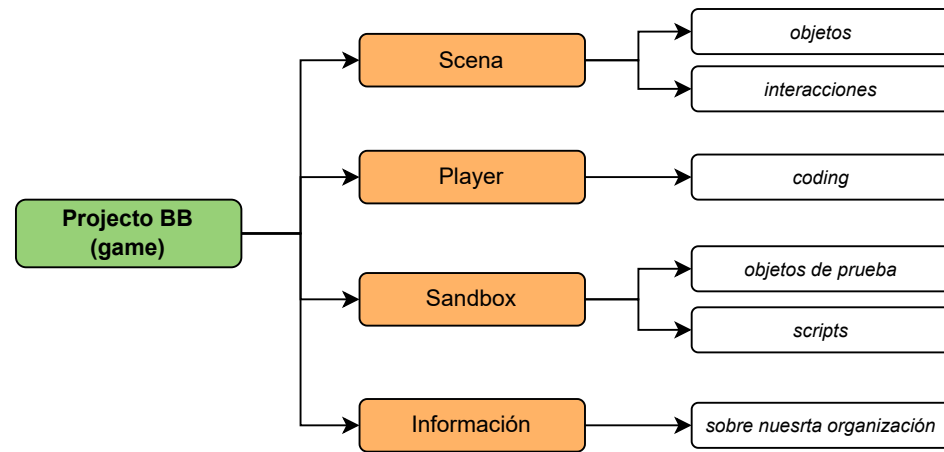 Projecto BB
(game)
Scena
objetos
interacciones
Player
coding
Sandbox
objetos de prueba
scripts
Información
sobre nuesrta organización